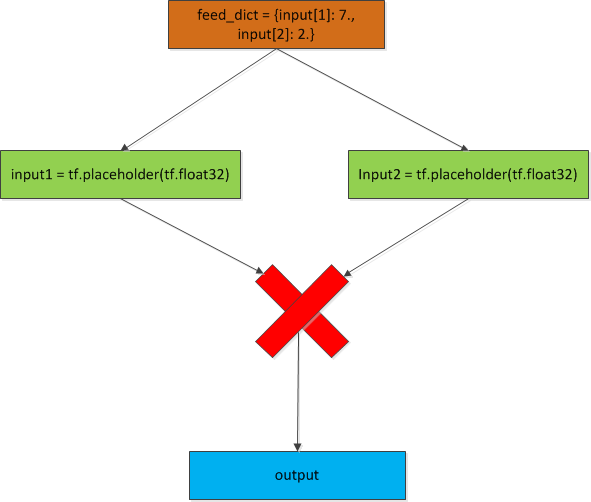 feed_dict = {input[1]: 7.,
input[2]: 2.}
input1 = tf.placeholder(tf.float32)
Input2 = tf.placeholder(tf.float32)
output